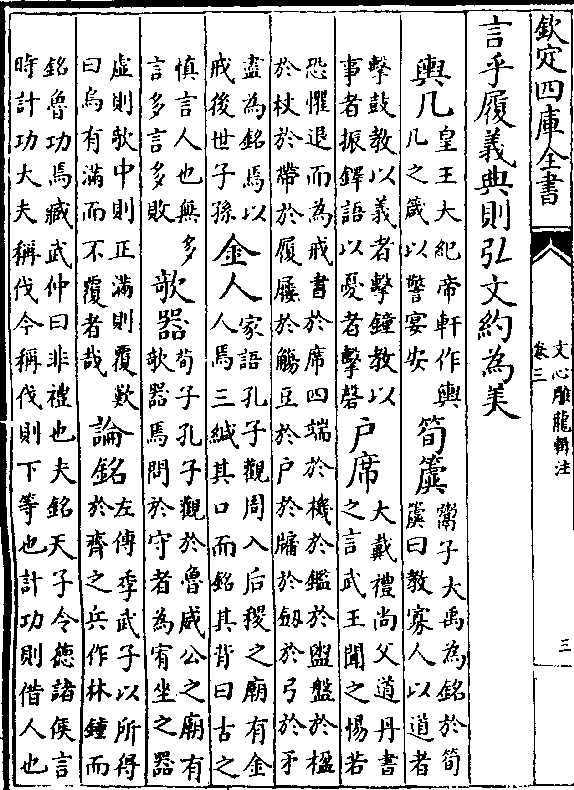 欽定四庫全書
文心雕龍輯注
卷三
三
言乎履義典則弘文約為美
輿几
皇王大紀帝軒作輿
几之箴以警宴安
筍簴
鬻子大禹為銘於筍
簴曰教寡人以道者
擊鼓教以義者擊鐘教以
事者振鐸語以憂者擊磬
戶席
大戴禮尚父道丹書
之言武王聞之惕若
恐懼退而為戒書於席四端於機於鑑於盥盤於楹
於杖於帶於履屨於觴豆於戶於牖於劔於弓於矛
盡為銘焉以
戒後世子孫
金人
家語孔子觀周入后稷之廟有金
人焉三緘其口而銘其背曰古之
慎言人也無多
言多言多敗
欹器
荀子孔子觀於魯威公之廟有
欹器焉問於守者為宥坐之器
虛則欹中則正滿則覆歎
曰烏有滿而不覆者哉
論銘
左傳季武子以所得
於齊之兵作林鍾而
銘魯功焉臧武仲曰非禮也夫銘天子令德諸侯言
時計功大夫稱伐今稱伐則下等也計功則借人也